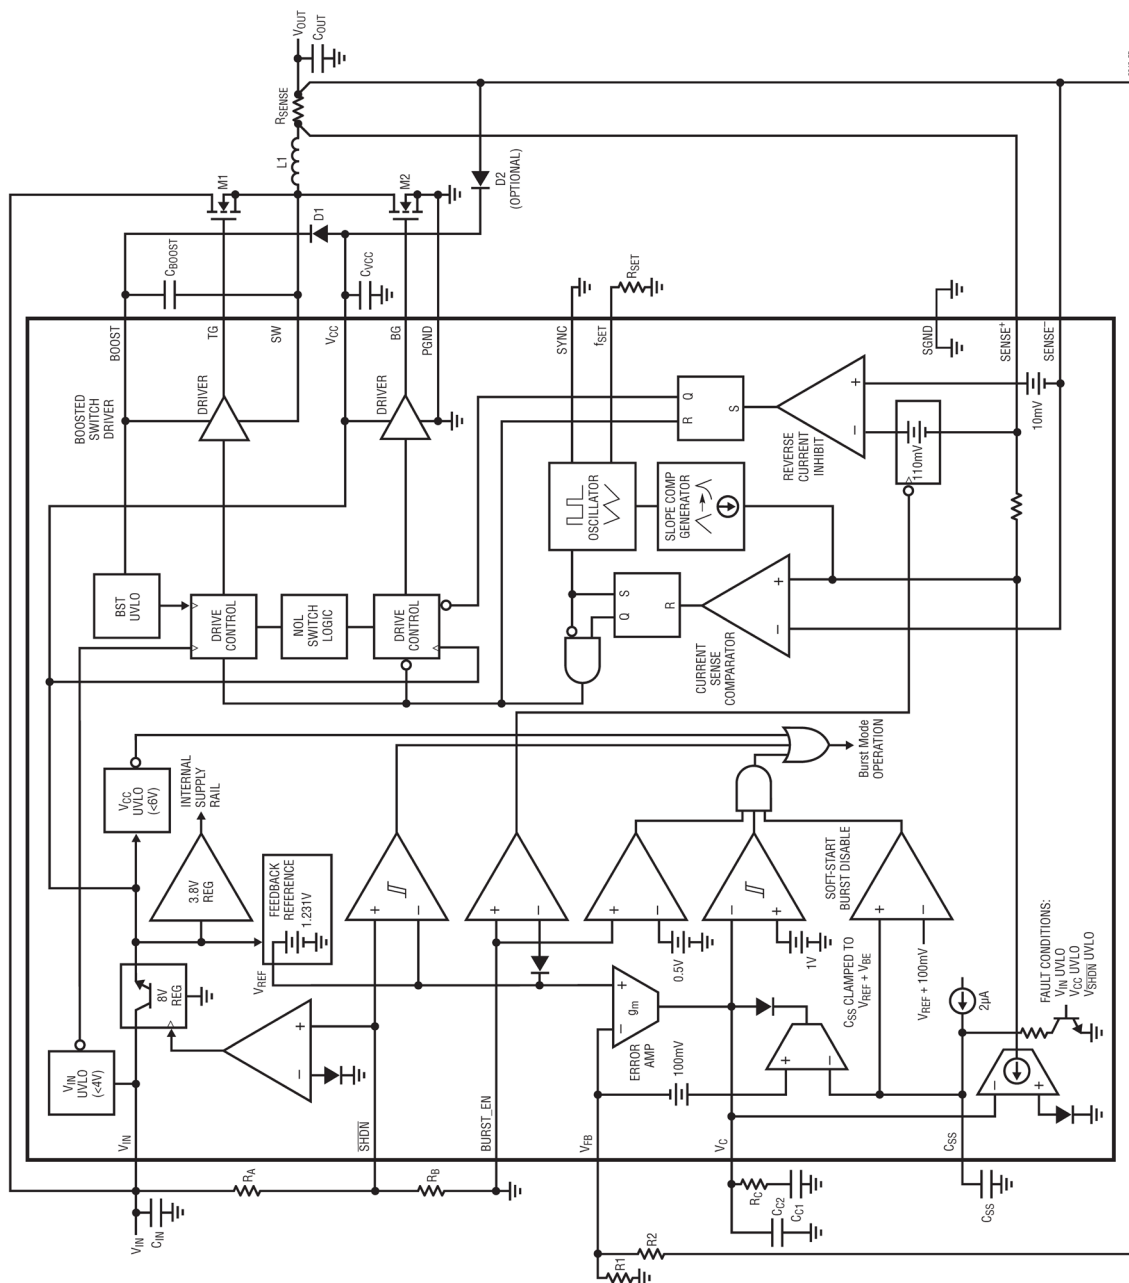 VIN
UVLO
(<4V)
VCC
UVLO
(<6V)
BST
UVLO
BOOSTED
SWITCH
DRIVER
BOOST
VIN
VIN
CIN
8V
REG
3.8V
REG
INTERNAL
SUPPLY
RAIL
CBOOST
DRIVE
CONTROL
DRIVER
TG
M1
RA
VREF
FEEDBACK
REFERENCE
1.231V
NOL
SWITCH
LOGIC
SW
L1
RSENSE
VOUT
COUT
D1
SHDN
VCC
CVCC
RB
DRIVE
CONTROL
DRIVER
BG
M2
PGND
BURST_EN
D2
(OPTIONAL)
VFB
ERROR
AMP
gm
0.5V
SYNC
OSCILLATOR
fSET
RSET
R1
R2
100mV
S
Q
R
SLOPE COMP
GENERATOR
R
Q
S
VC
RC
CC2
CC1
1V
CURRENT
SENSE
COMPARATOR
REVERSE
CURRENT
INHIBIT
CSS CLAMPED TO
VREF + VBE
SOFT-START
BURST DISABLE
Burst Mode
OPERATION
VREF + 100mV
110mV
SGND
CSS
CSS
2µA
SENSE+
10mV
SENSE–
FAULT CONDITIONS:
VIN UVLO
VCC UVLO
VSHDN UVLO